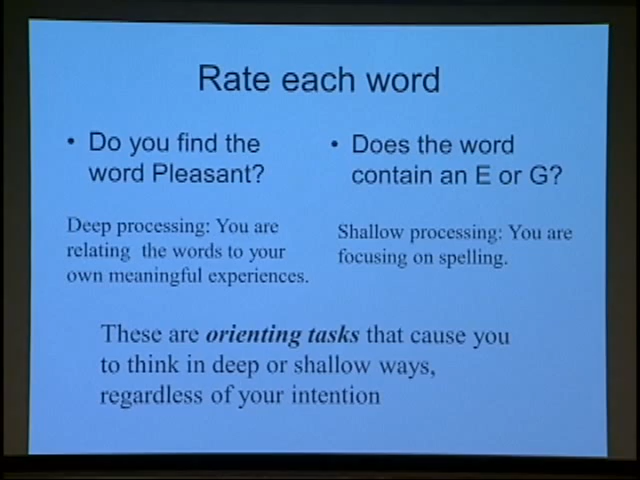 Rate each word
• Do you find the
word Pleasant?
Deep processing: You are
relating the words to your
own meaningful experiences.
• Does the word
contain an E or G?
Shallow processing: You are
focusing on spelling.
These are orienting tasks that cause you
to think in deep or shallow ways,
regardless of your intention